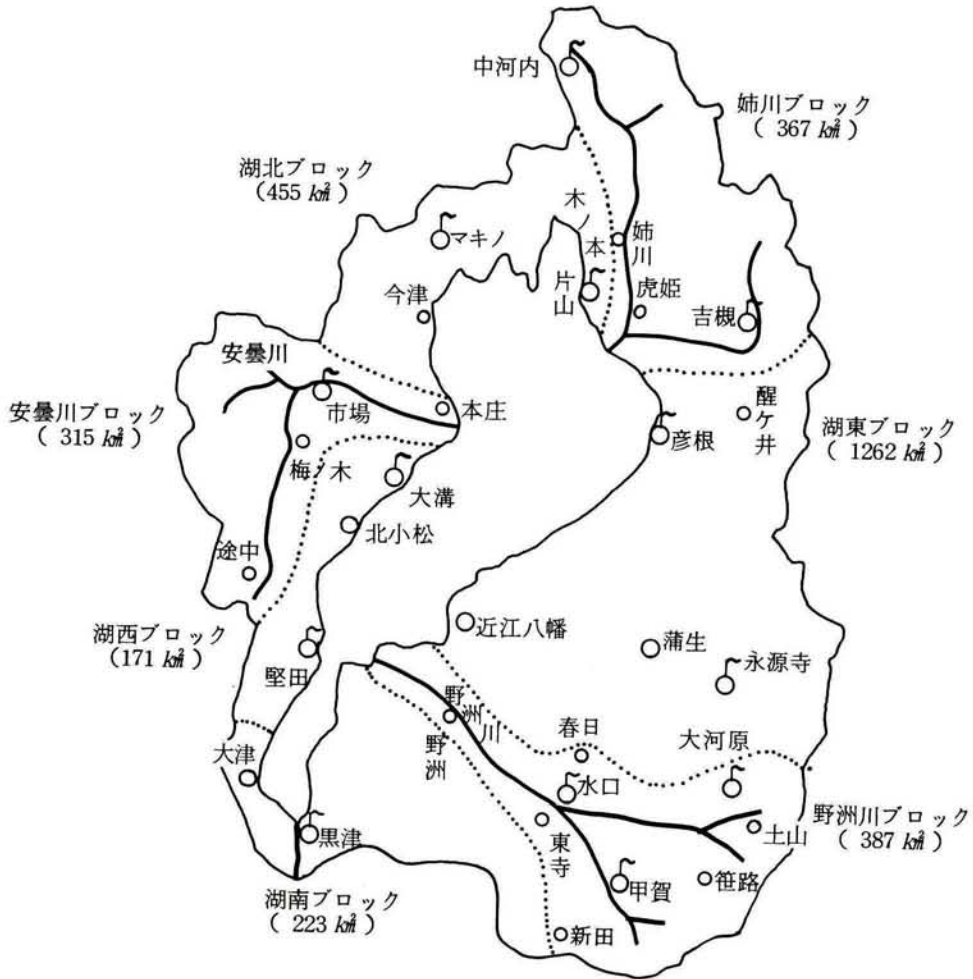 中河内
姉川ブロック
( 367 km²)
湖北ブロック
(455 km²)
マキノ
木ノ本
姉川
片山
虎姫
今津
吉槻
安曇川
安曇川ブロック
( 315 km²)
市場
本庄
醒ケ井
湖東ブロック
( 1262 km²)
彦根
梅ノ木
大溝
北小松
途中
湖西ブロック
(171 km²)
近江八幡
蒲生
永源寺
堅田
野洲川
野洲
春日
大河原
大津
水口
野洲川ブロック
( 387 km²)
土山
黒津
東寺
甲賀
笹路
湖南ブロック
( 223 km²)
新田